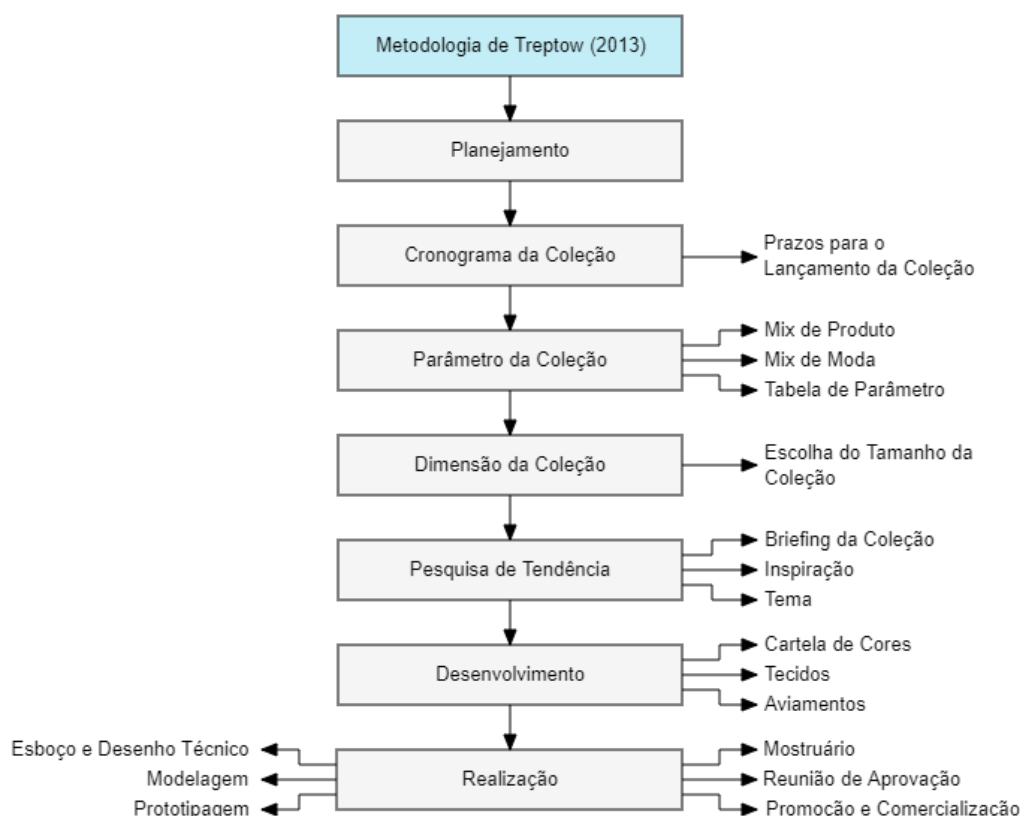 Metodologia de Treptow (2013)
Planejamento
Cronograma da Coleção
Prazos para o
Lançamento da Coleção
Parâmetro da Coleção
Mix de Produto
Mix de Moda
Tabela de Parâmetro
Dimensão da Coleção
Escolha do Tamanho da
Coleção
Pesquisa de Tendência
Briefing da Coleção
Inspiração
Tema
Desenvolvimento
Cartela de Cores
Tecidos
Aviamentos
Esboço e Desenho Técnico
Modelagem
Prototipagem
Realização
Mostruário
Reunião de Aprovação
Promoção e Comercialização